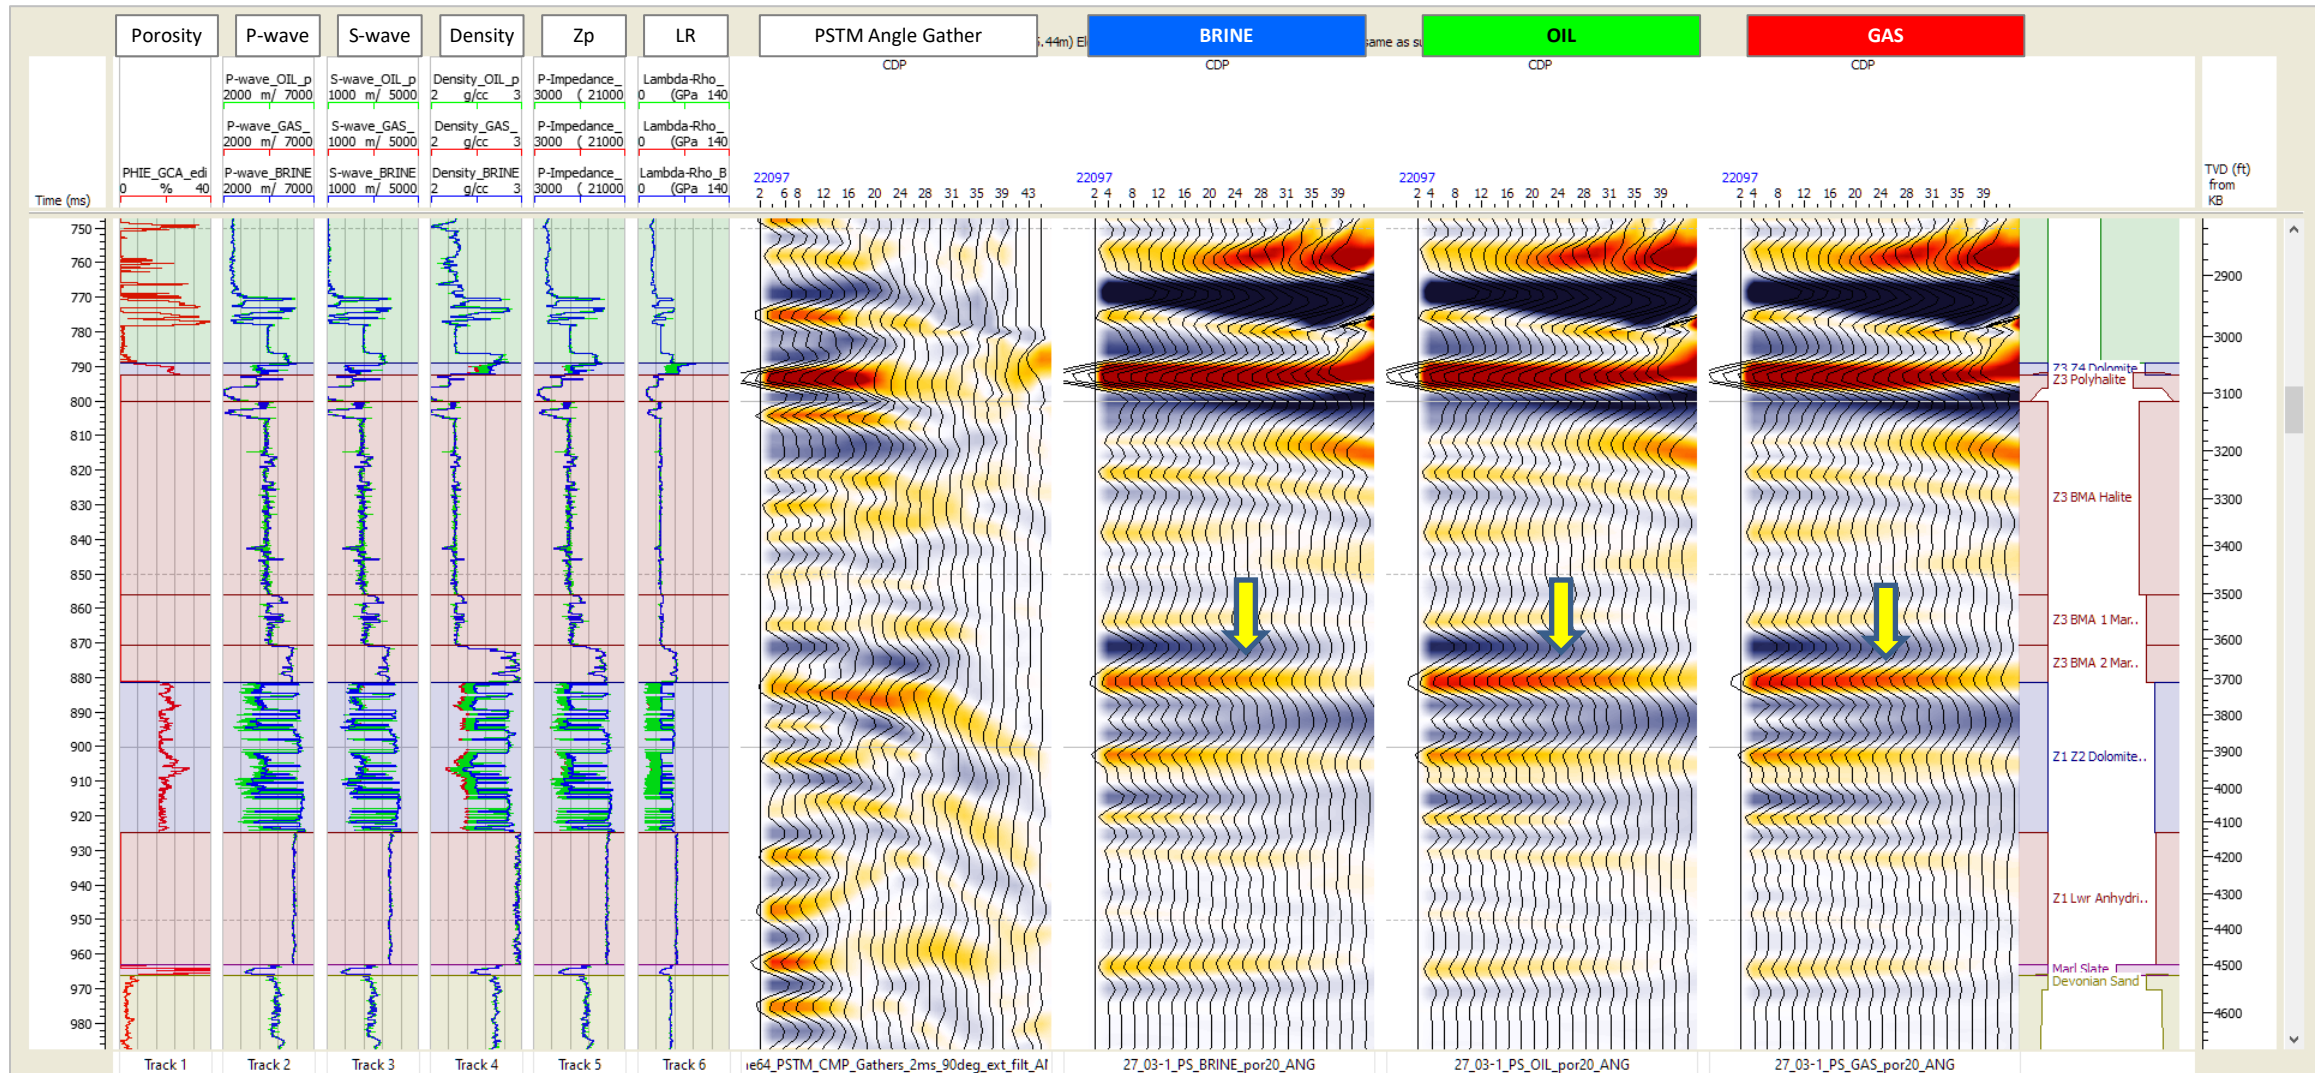 Porosity P-wave S-wave Density Zp LR PSTM Angle Gather BRINE OIL GAS
5.44m) El ame as su
CDP CDP CDP CDP
P-wave_OIL_p S-wave_OIL_p Density_OIL_p P-Impedance_ Lambda-Rho_
2000 m/ 7000 1000 m/ 5000 2 g/cc 3 3000 ( 21000 0 (GPa 140
P-wave_GAS_ S-wave_GAS_ Density_GAS_ P-Impedance_ Lambda-Rho_
2000 m/ 7000 1000 m/ 5000 2 g/cc 3 3000 ( 21000 0 (GPa 140
PHIE_GCA_edi P-wave_BRINE S-wave_BRINE Density_BRINE P-Impedance_ Lambda-Rho_B
0 % 40 2000 m/ 7000 1000 m/ 5000 2 g/cc 3 3000 ( 21000 0 (GPa 140
22097 22097 22097 22097
2 6 8 12 16 20 24 28 31 35 39 43
2 4 8 12 16 20 24 28 31 35 39
2 4 8 12 16 20 24 28 31 35 39
2 4 8 12 16 20 24 28 31 35 39
Time (ms)
TVD (ft)
from
KB
750
760
770
780
790
800
810
820
830
840
850
860
870
880
890
900
910
920
930
940
950
960
970
980
Z3 Z4 Dolomite
Z3 Polyhalite
Z3 BMA Halite
Z3 BMA 1 Mar..
Z3 BMA 2 Mar..
Z1 Z2 Dolomite..
Z1 Lwr Anhydri..
Marl Slate
Devonian Sand
2900
3000
3100
3200
3300
3400
3500
3600
3700
3800
3900
4000
4100
4200
4300
4400
4500
4600
Track 1 Track 2 Track 3 Track 4 Track 5 Track 6 e64_PSTM_CMP_Gathers_2ms_90deg_ext_filt_AI 27_03-1_PS_BRINE_por20_ANG 27_03-1_PS_OIL_por20_ANG 27_03-1_PS_GAS_por20_ANG